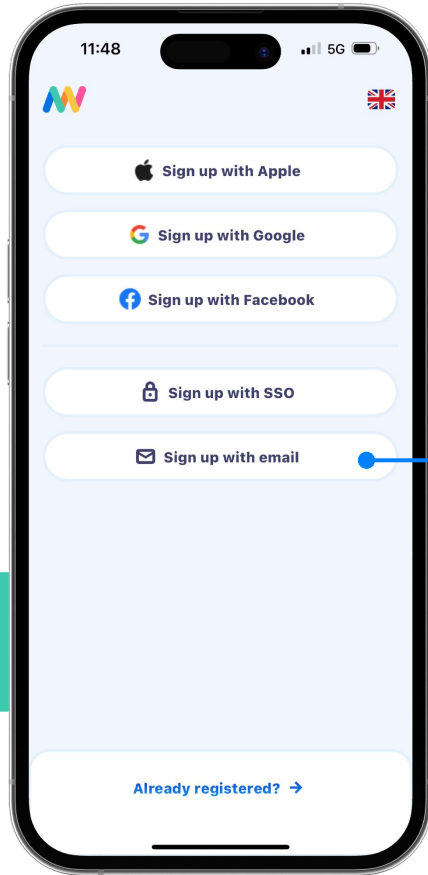 11:48
5G
Sign up with Apple
Sign up with Google
Sign up with Facebook
Sign up with SSO
Sign up with email
Already registered? →